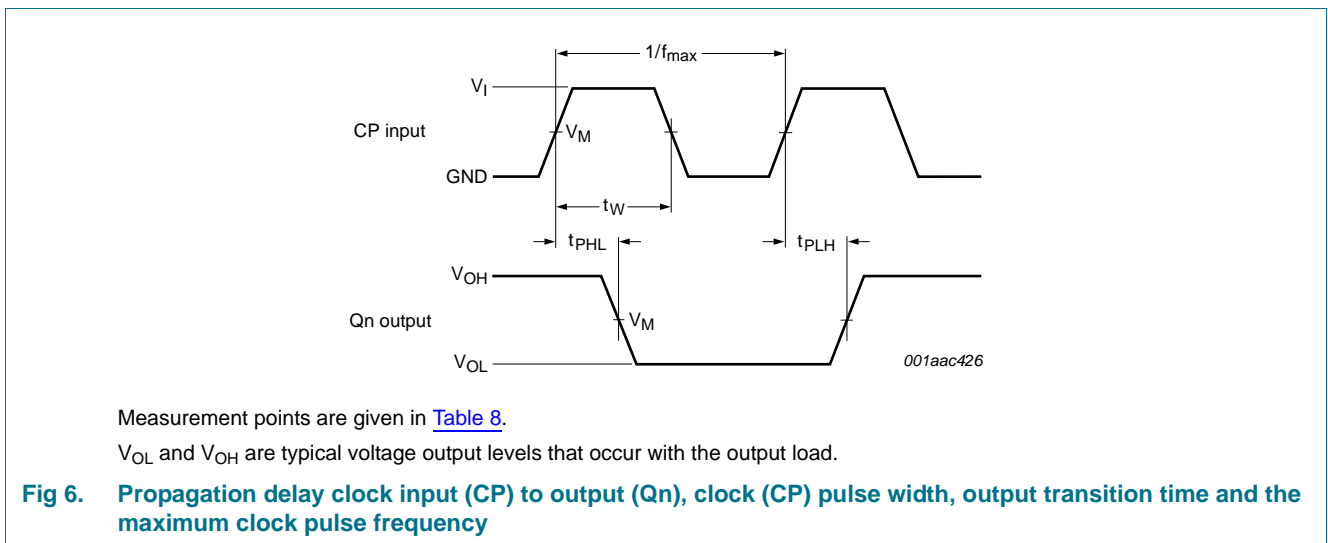 1/fmax
VI
CP input
VM
GND
tW
tPHL
tPLH
VOH
Qn output
VM
VOL
001aac426
Measurement points are given in Table 8.
VOL and VOH are typical voltage output levels that occur with the output load.
Fig 6. Propagation delay clock input (CP) to output (Qn), clock (CP) pulse width, output transition time and the
maximum clock pulse frequency